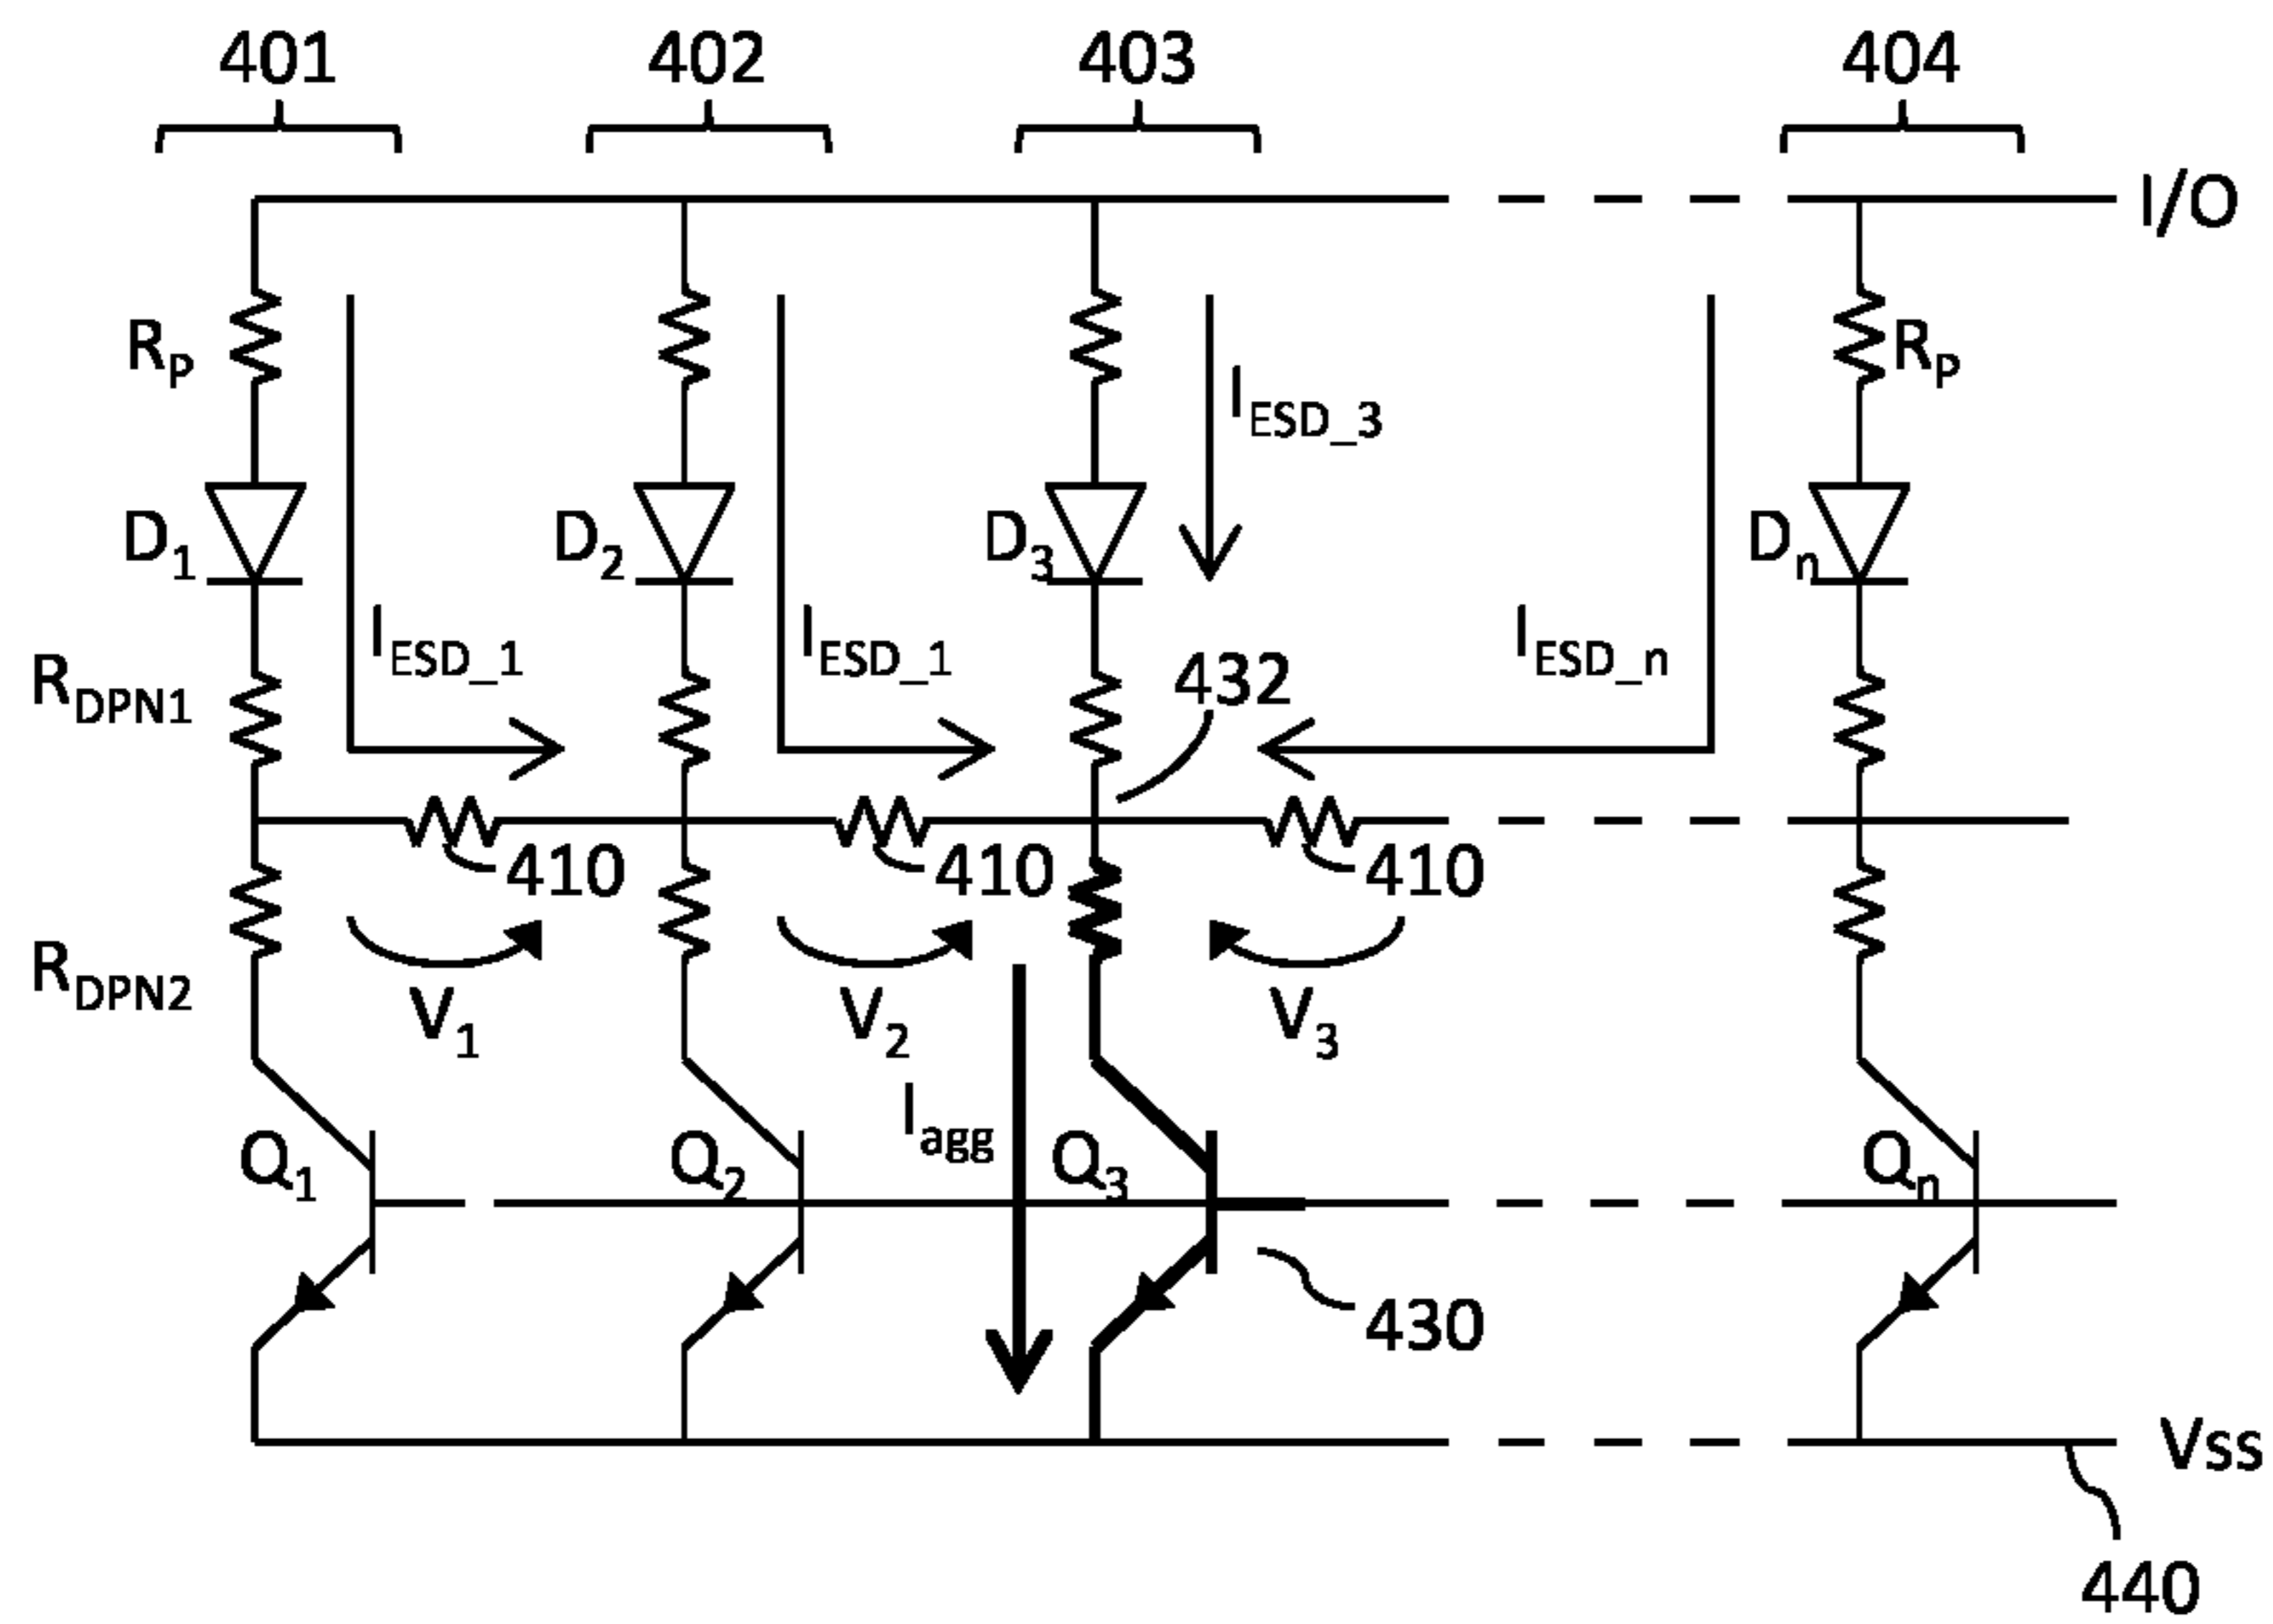 401
402
403
404
I/O
RP
RP
IESD_3
D1
D2
D3
Dn
IESD_1
IESD_1
IESD_n
RDPN1
432
410
410
410
RDPN2
V1
V2
V3
Iagg
Q1
Q2
Q3
Qn
430
VSS
440